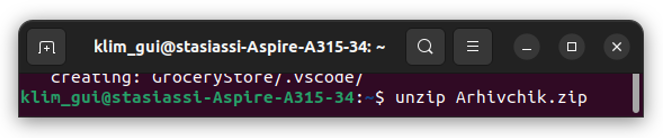 klim_gui@stasiassi-Aspire-A315-34: ~
creating: GroceryStore/.vscode/
klim_gui@stasiassi-Aspire-A315-34:~$ unzip Arhivchik.zip